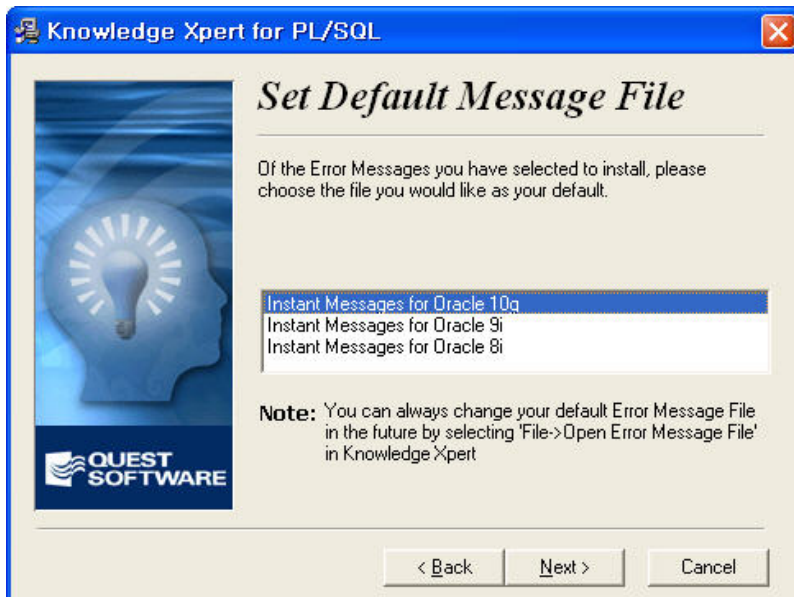 Knowledge Xpert for PL/SQL
Set Default Message File
Of the Error Messages you have selected to install, please
choose the file you would like as your default.
Instant Messages for Oracle 10g
Instant Messages for Oracle 9i
Instant Messages for Oracle 8i
Note: You can always change your default Error Message File
in the future by selecting 'File->Open Error Message File'
in Knowledge Xpert
QUEST
SOFTWARE
< Back
Next >
Cancel